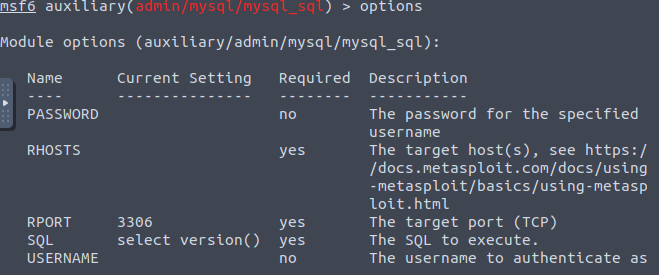 msf6 auxiliary(admin/mysql/mysql_sql) > options
Module options (auxiliary/admin/mysql/mysql_sql):
Name Current Setting Required Description
---- --------------- -------- -----------
PASSWORD no The password for the specified
username
RHOSTS yes The target host(s), see https:/
/docs.metasploit.com/docs/using
-metasploit/basics/using-metasp
loit.html
RPORT 3306 yes The target port (TCP)
SQL select version() yes The SQL to execute.
USERNAME no The username to authenticate as